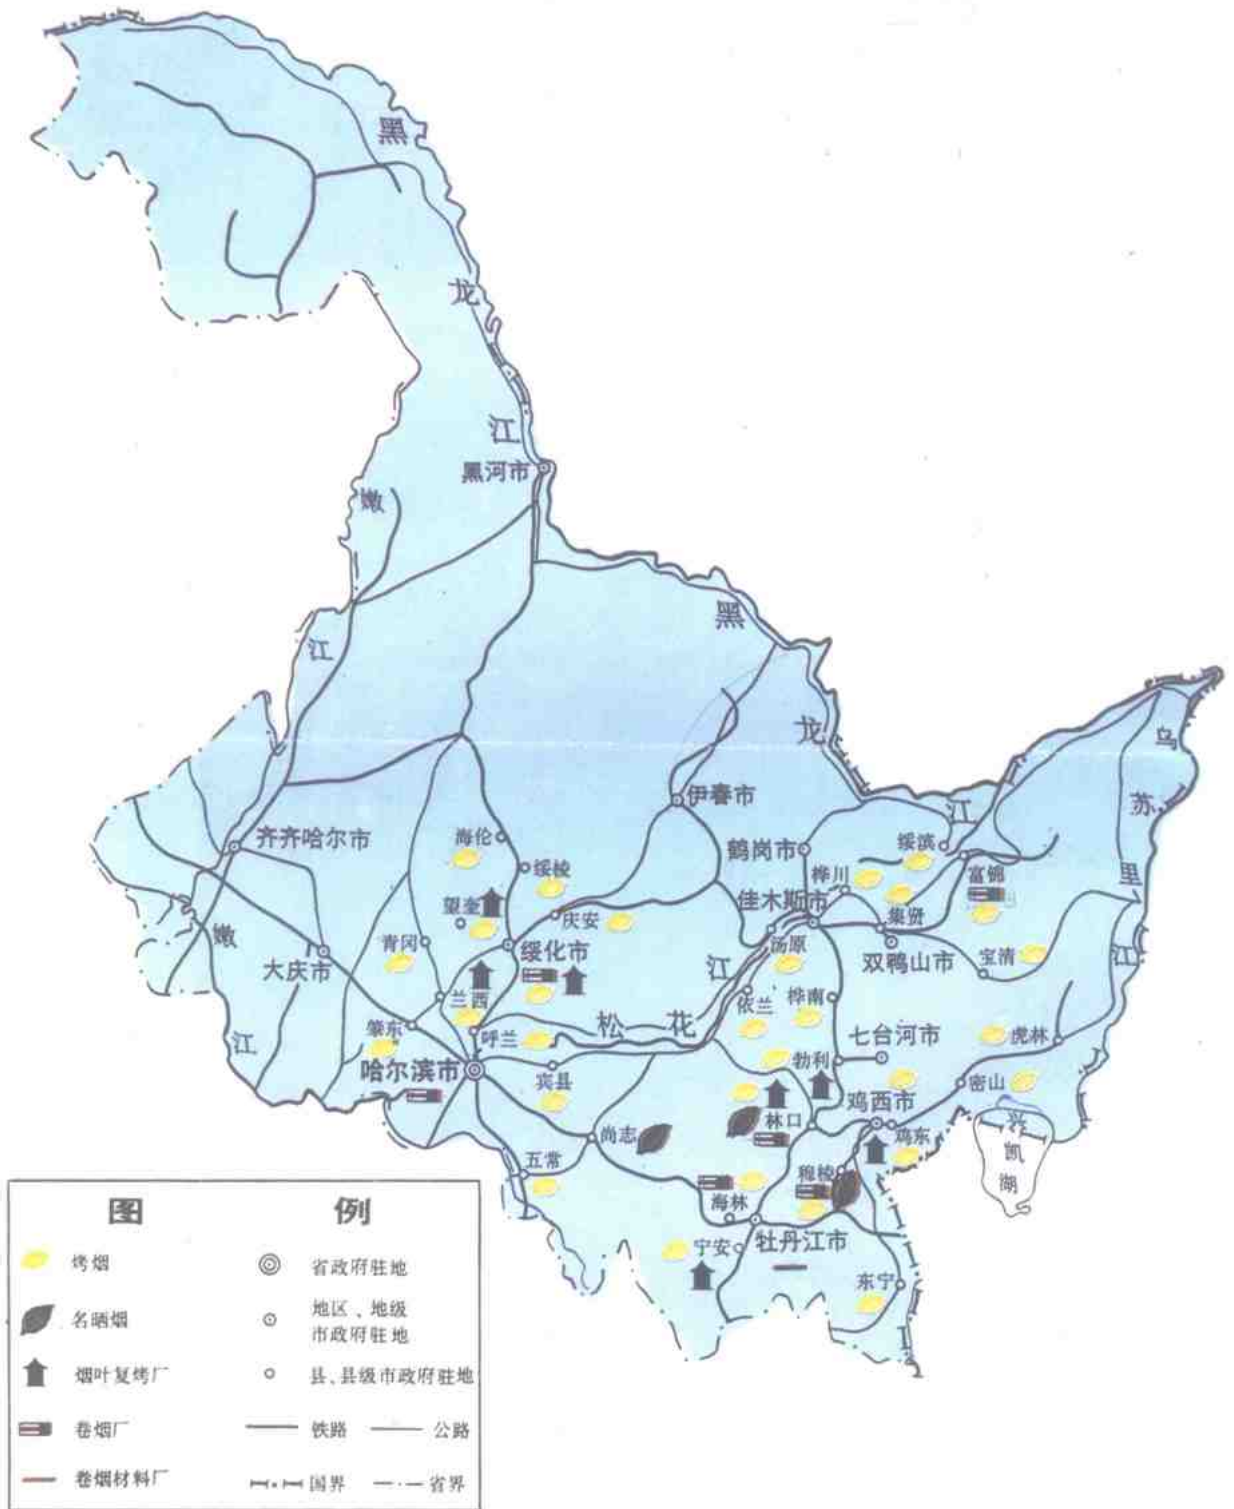 黑
龙
江
黑河市
嫩
江
黑
龙
江
乌
苏
里
江
伊春市
齐齐哈尔市
海伦
绥棱
鹤岗市
绥滨
桦川
富锦
望奎
庆安
佳木斯市
集贤
青冈
绥化市
汤原
双鸭山市
宝清
嫩
江
大庆市
兰西
江
依兰
桦南
松花
七台河市
虎林
肇东
呼兰
勃利
哈尔滨市
宾县
密山
鸡西市
尚志
林口
鸡东
兴
凯
湖
五常
穆棱
海林
牡丹江市
宁安
东宁
图 例
烤烟
省政府驻地
名晒烟
地区、地级
市政府驻地
烟叶复烤厂
县、县级市政府驻地
卷烟厂
铁路
公路
卷烟材料厂
国界
省界